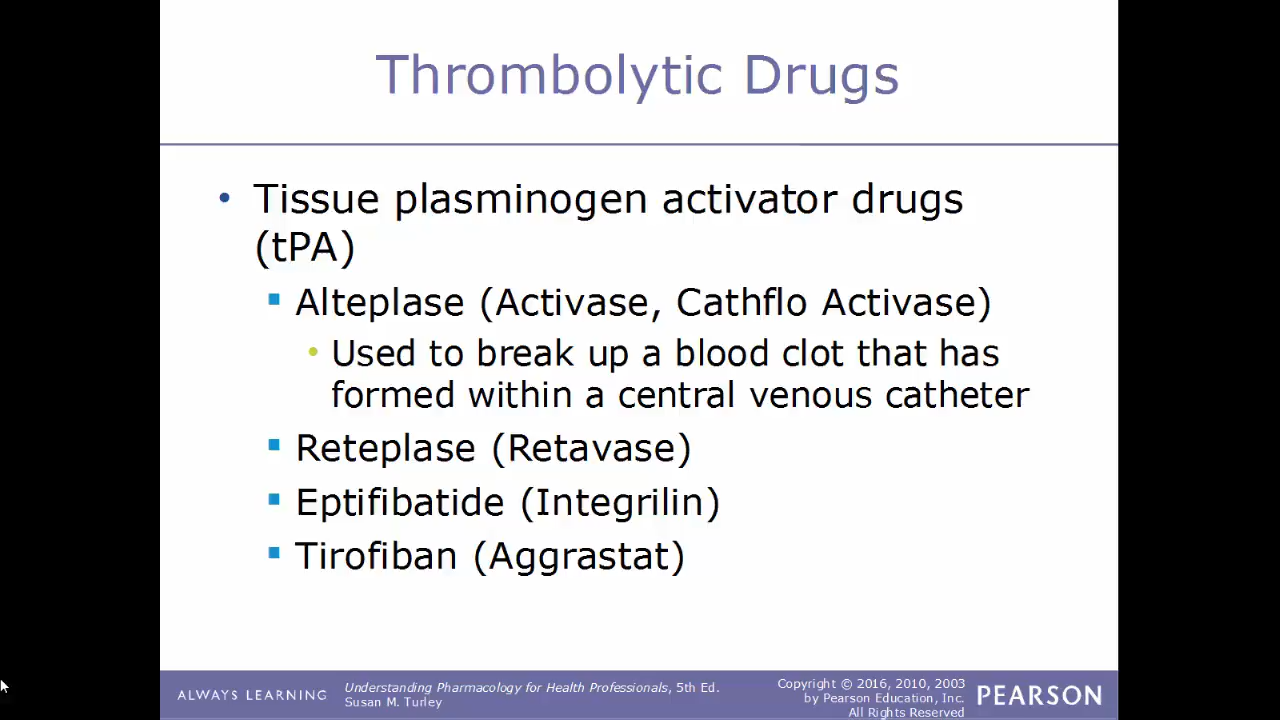 Thrombolytic Drugs
• Tissue plasminogen activator drugs
(tPA)
▪ Alteplase (Activase, Cathflo Activase)
• Used to break up a blood clot that has
formed within a central venous catheter
▪ Reteplase (Retavase)
▪ Eptifibatide (Integrilin)
▪ Tirofiban (Aggrastat)
ALWAYS LEARNING
Understanding Pharmacology for Health Professionals, 5th Ed.
Susan M. Turley
Copyright © 2016, 2010, 2003
by Pearson Education, Inc.
All Rights Reserved
PEARSON